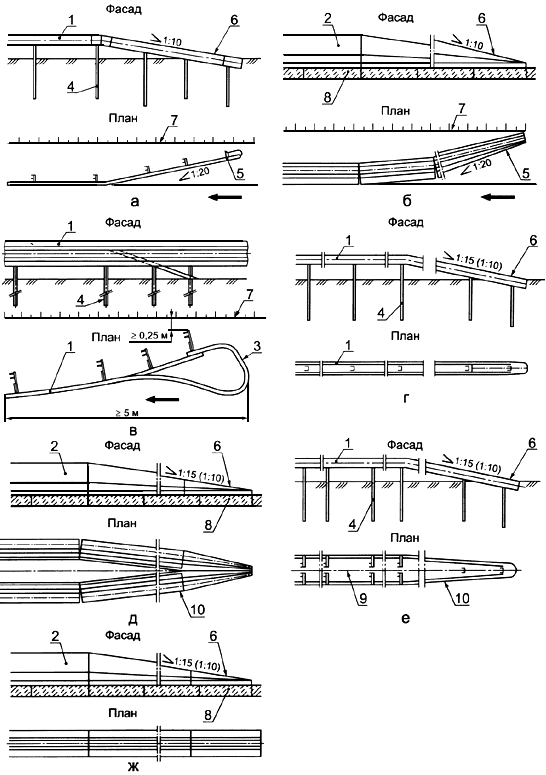 Фасад
1
6
1:10
4
План
7
1:20
5
а
Фасад
2
6
1:10
8
План
7
1:20
5
б
Фасад
1
4
7
План
≥ 0,25 м
1
3
≥ 5 м
в
Фасад
1
1:15 (1:10)
6
4
План
1
г
Фасад
2
1:15 (1:10)
6
8
План
10
Д
Фасад
1
1:15 (1:10)
6
4
План
9
10
е
Фасад
2
1:15 (1:10)
6
8
План
Ж